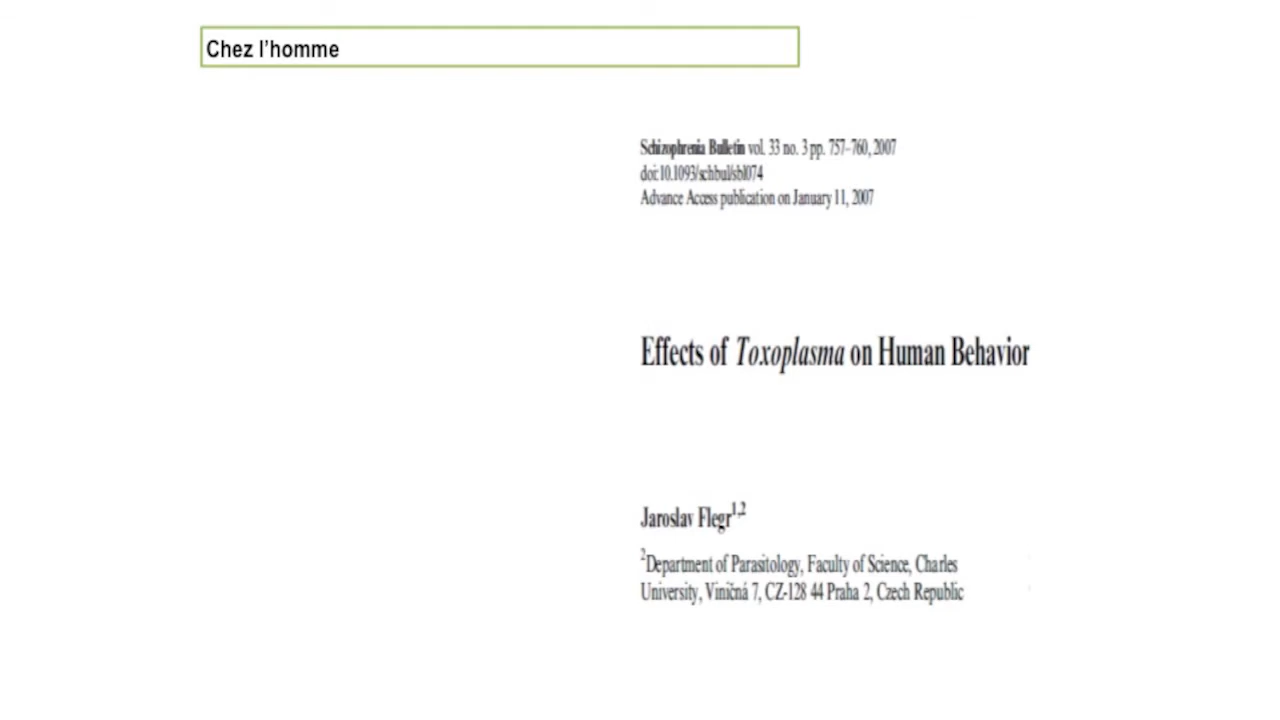 Chez l'homme
Schizophrenia Bulletin vol. 33 no. 3 pp. 757–760, 2007
doi:10.1093/schbul/sbl074
Advance Access publication on January 11, 2007
Effects of Toxoplasma on Human Behavior
Jaroslav Flegr1,2
2Department of Parasitology, Faculty of Science, Charles
University, Viničná 7, CZ-128 44 Praha 2, Czech Republic